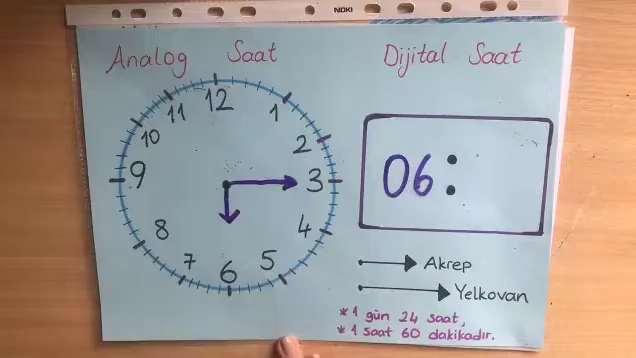 NOKI
Analog Saat
Dijital Saat
12
1
2
3
4
5
6
7
8
9
10
11
06:
Akrep
Yelkovan
* 1 gün 24 saat,
* 1 saat 60 dakikadır.